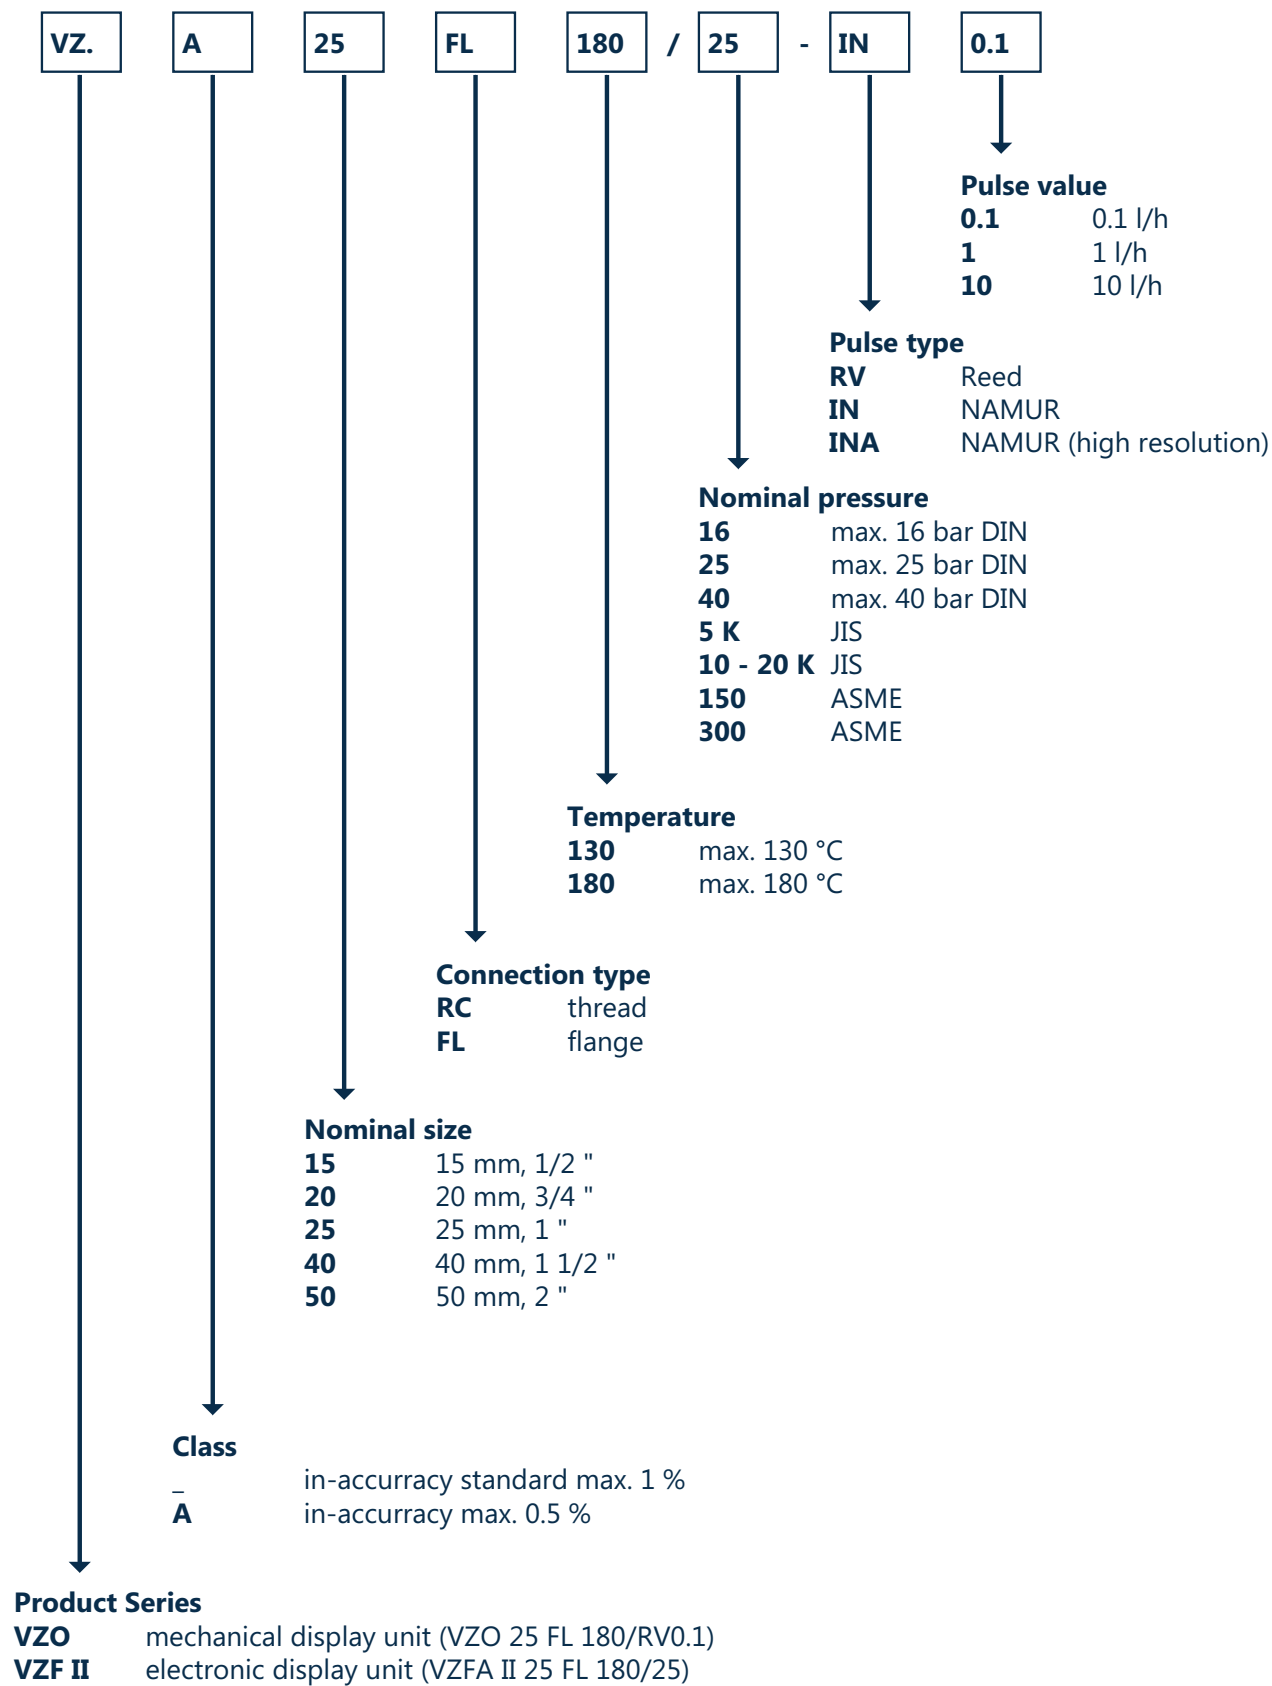 VZ. A 25 FL 180 / 25 - IN 0.1
Pulse value
0.1 0.1 l/h
1 1 l/h
10 10 l/h
Pulse type
RV Reed
IN NAMUR
INA NAMUR (high resolution)
Nominal pressure
16 max. 16 bar DIN
25 max. 25 bar DIN
40 max. 40 bar DIN
5 K JIS
10 - 20 K JIS
150 ASME
300 ASME
Temperature
130 max. 130 °C
180 max. 180 °C
Connection type
RC thread
FL flange
Nominal size
15 15 mm, 1/2 "
20 20 mm, 3/4 "
25 25 mm, 1 "
40 40 mm, 1 1/2 "
50 50 mm, 2 "
Class
_ in-accurracy standard max. 1 %
A in-accurracy max. 0.5 %
Product Series
VZO mechanical display unit (VZO 25 FL 180/RV0.1)
VZF II electronic display unit (VZFA II 25 FL 180/25)